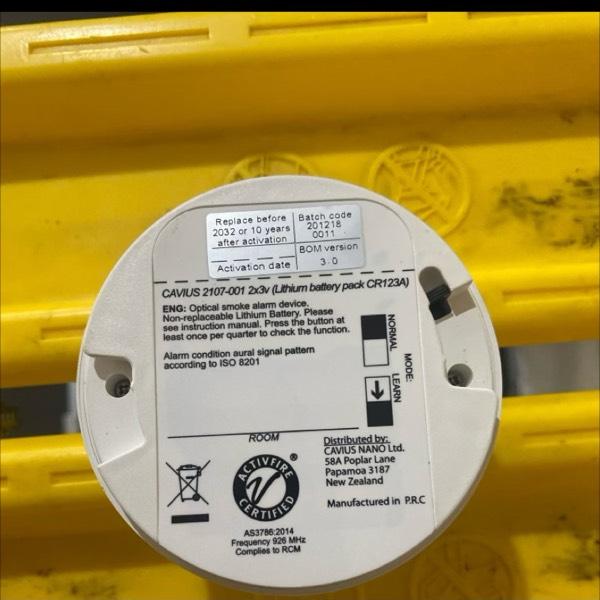 Replace before
2032 or 10 years
after activation
Activation date
Batch code
201218
0011
BOM version
3.0
CAVIUS 2107-001 2x3v (Lithium battery pack CR123A)
ENG: Optical smoke alarm device.
Non-replaceable Lithium Battery. Please
see instruction manual. Press the button at
least once per quarter to check the function.
Alarm condition aural signal pattern
according to ISO 8201
MODE:
NORMAL
LEARN
ROOM
ACTIVFIRE®
CERTIFIED
AS3786:2014
Frequency 926 MHz
Complies to RCM
Distributed by:
CAVIUS NANO Ltd.
58A Poplar Lane
Papamoa 3187
New Zealand
Manufactured in P.R.C